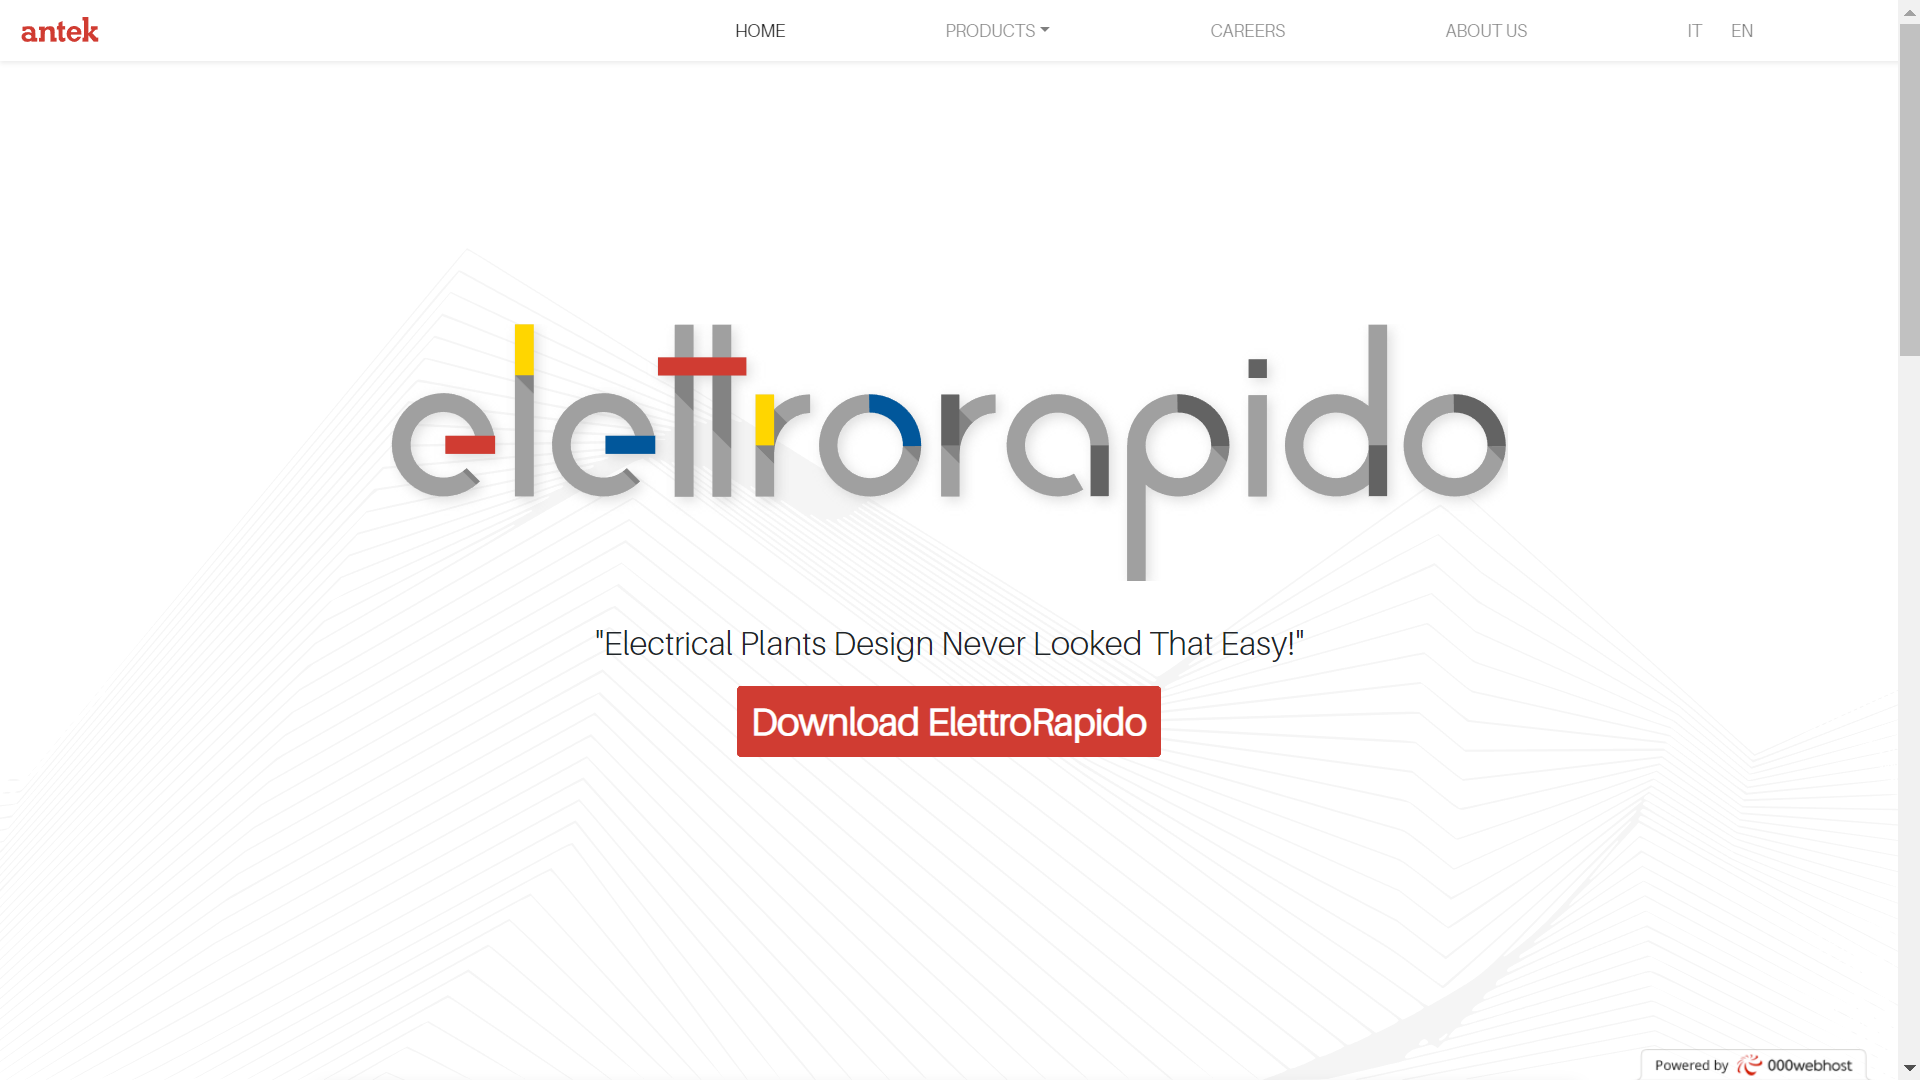 antek
HOME
PRODUCTS
CAREERS
ABOUT US
IT
EN
elettrorapido
"Electrical Plants Design Never Looked That Easy!"
Download ElettroRapido
Powered by 000webhost